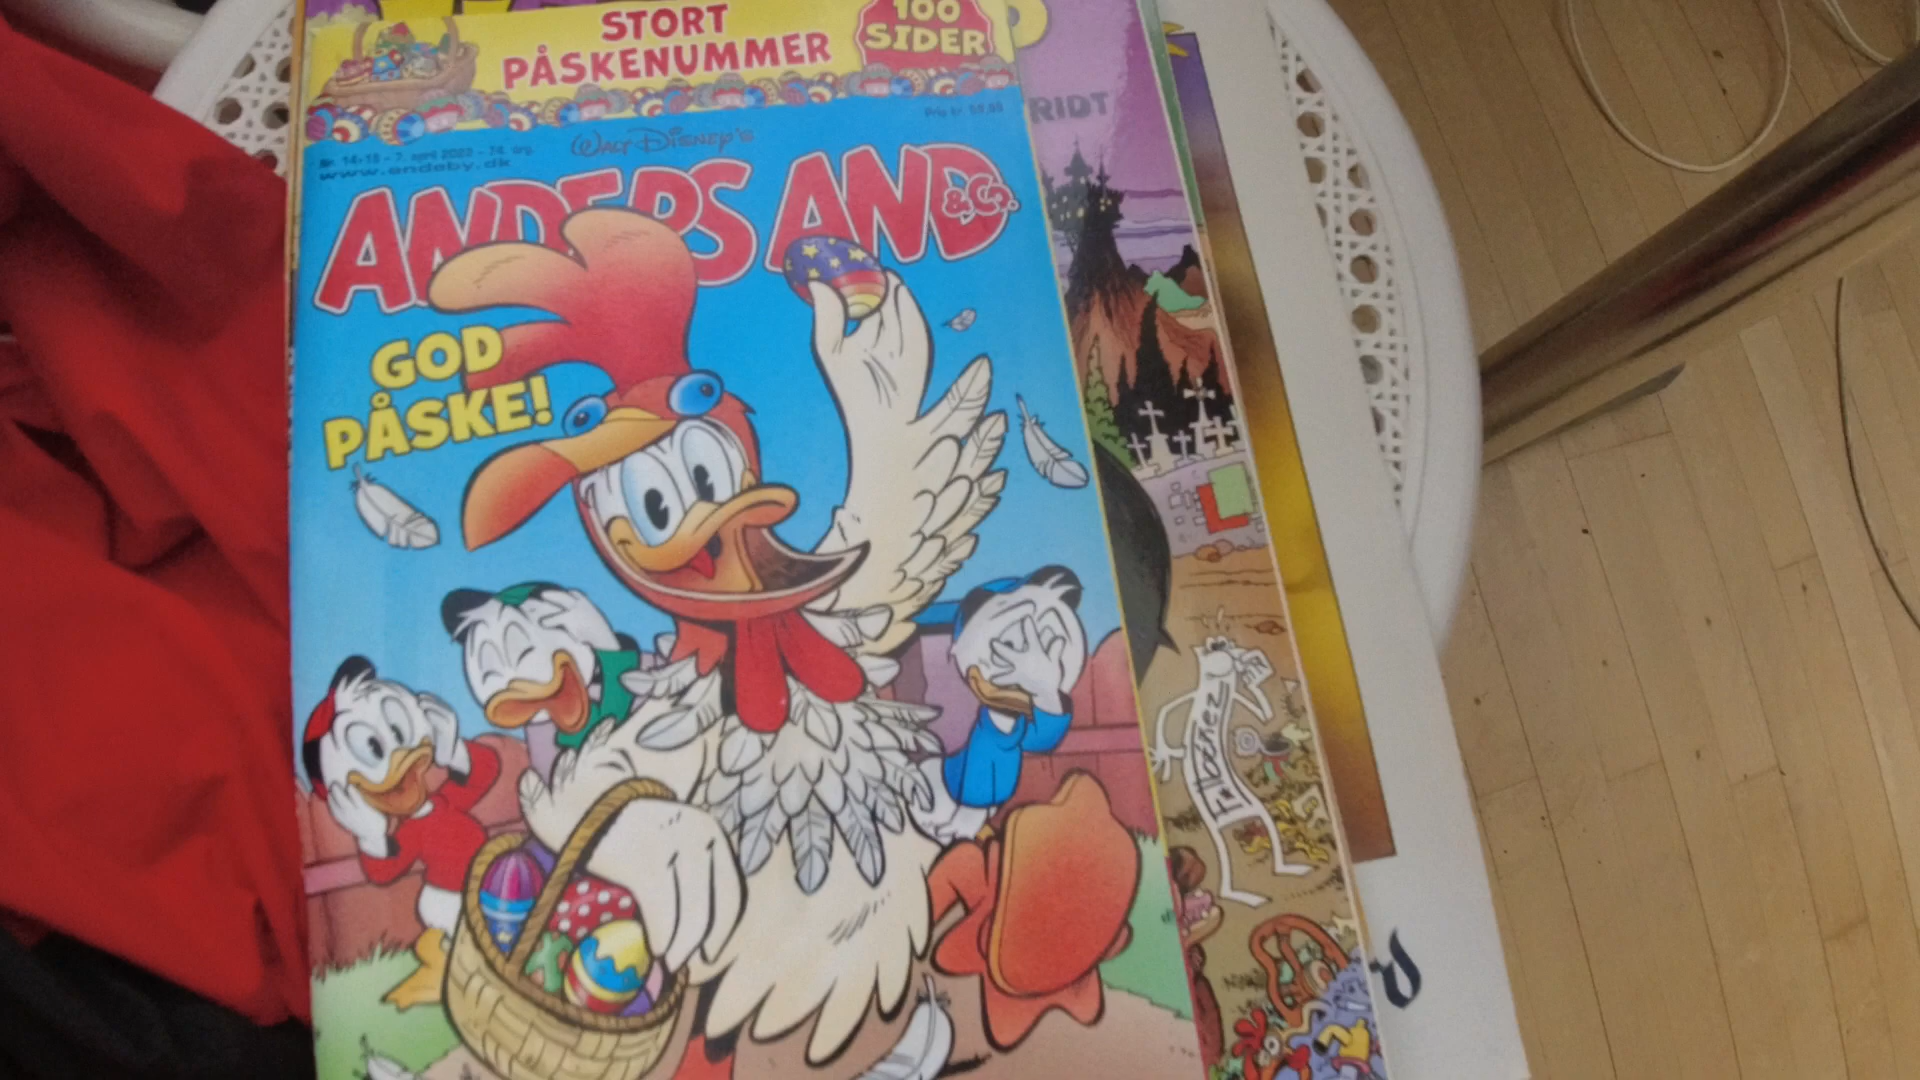 STORT
PÅSKENUMMER
100
SIDER
WALT DISNEY'S
www.andeby.dk
ANDERS AND
& Co.
GOD
PÅSKE!
RIDT